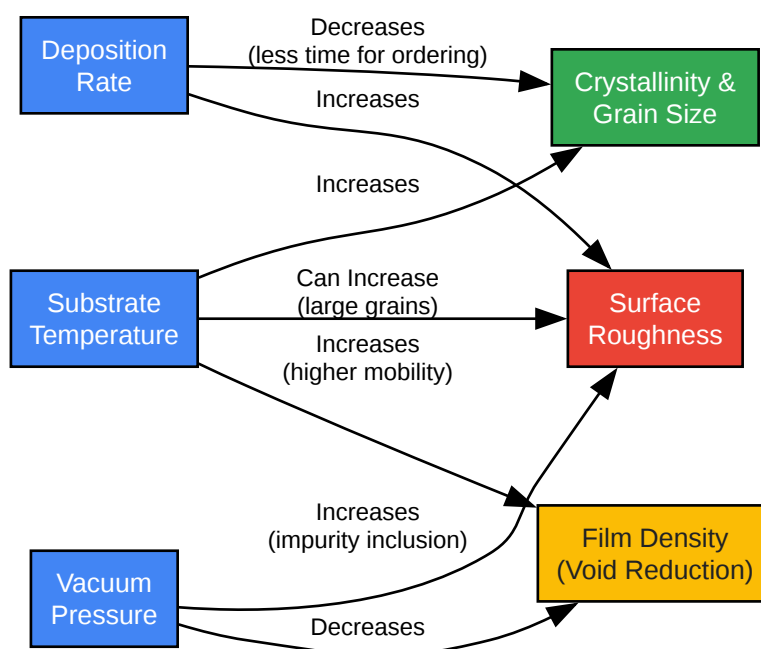 Deposition
Rate
Decreases
(less time for ordering)
Increases
Crystallinity &
Grain Size
Increases
Substrate
Temperature
Can Increase
(large grains)
Increases
(higher mobility)
Surface
Roughness
Increases
(impurity inclusion)
Film Density
(Void Reduction)
Vacuum
Pressure
Decreases